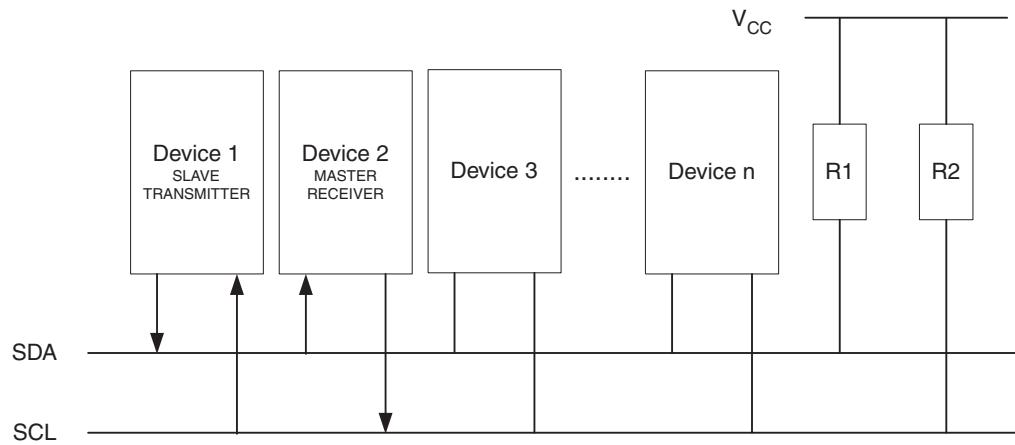 VCC
Device 1
SLAVE
TRANSMITTER
Device 2
MASTER
RECEIVER
Device 3
........
Device n
R1
R2
SDA
SCL